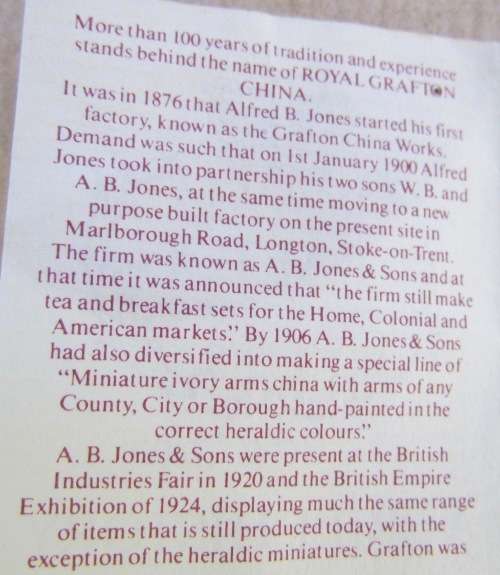 More than 100 years of tradition and experience
stands behind the name of ROYAL GRAFTON
CHINA.
It was in 1876 that Alfred B. Jones started his first
factory, known as the Grafton China Works.
Demand was such that on 1st January 1900 Alfred
Jones took into partnership his two sons W. B. and
A. B. Jones, at the same time moving to a new
purpose built factory on the present site in
Marlborough Road, Longton, Stoke-on-Trent.
The firm was known as A. B. Jones & Sons and at
that time it was announced that “the firm still make
tea and breakfast sets for the Home, Colonial and
American markets.” By 1906 A. B. Jones & Sons
had also diversified into making a special line of
“Miniature ivory arms china with arms of any
County, City or Borough hand-painted in the
correct heraldic colours.”
A. B. Jones & Sons were present at the British
Industries Fair in 1920 and the British Empire
Exhibition of 1924, displaying much the same range
of items that is still produced today, with the
exception of the heraldic miniatures. Grafton was